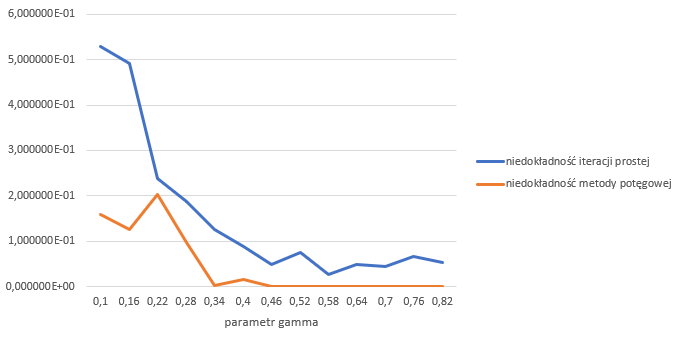 6,000000E-01
5,000000E-01
4,000000E-01
3,000000E-01
2,000000E-01
1,000000E-01
0,000000E+00
0,1 0,16 0,22 0,28 0,34 0,4 0,46 0,52 0,58 0,64 0,7 0,76 0,82
parametr gamma
niedokładność iteracji prostej
niedokładność metody potęgowej